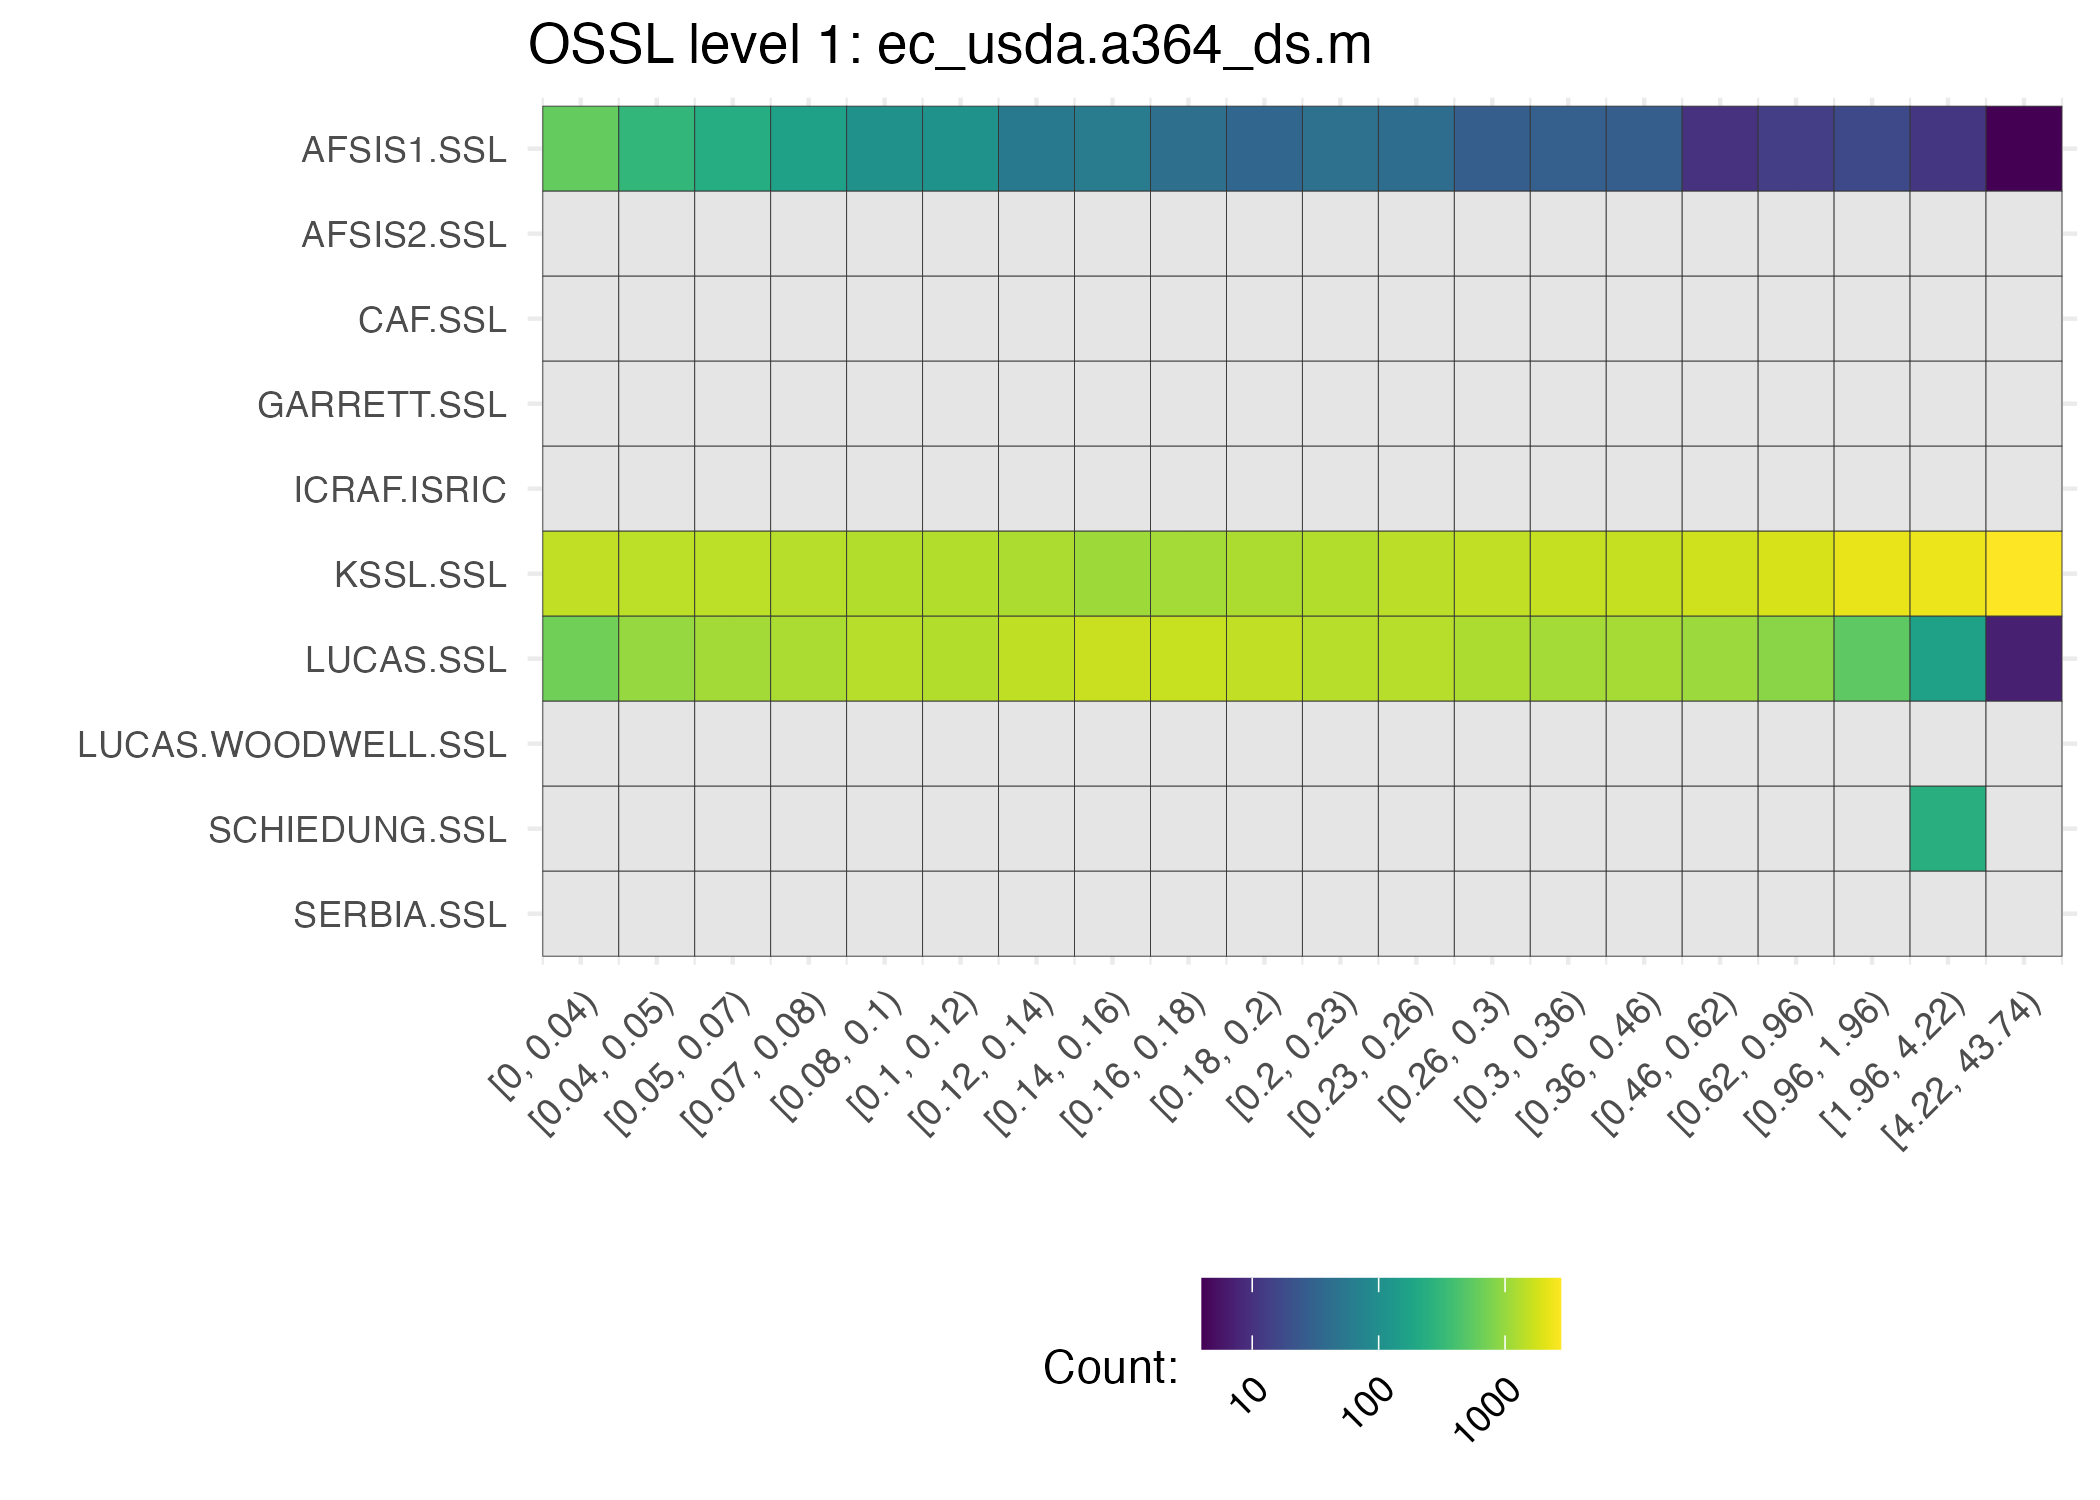 OSSL level 1: ec_usda.a364_ds.m
AFSIS1.SSL
AFSIS2.SSL
CAF.SSL
GARRETT.SSL
ICRAF.ISRIC
KSSL.SSL
LUCAS.SSL
LUCAS.WOODWELL.SSL
SCHIEDUNG.SSL
SERBIA.SSL
[0, 0.04)
[0.04, 0.05)
[0.05, 0.07)
[0.07, 0.08)
[0.08, 0.1)
[0.1, 0.12)
[0.12, 0.14)
[0.14, 0.16)
[0.16, 0.18)
[0.18, 0.2)
[0.2, 0.23)
[0.23, 0.26)
[0.26, 0.3)
[0.3, 0.36)
[0.36, 0.46)
[0.46, 0.62)
[0.62, 0.96)
[0.96, 1.96)
[1.96, 4.22)
[4.22, 43.74)
Count:
10
100
1000